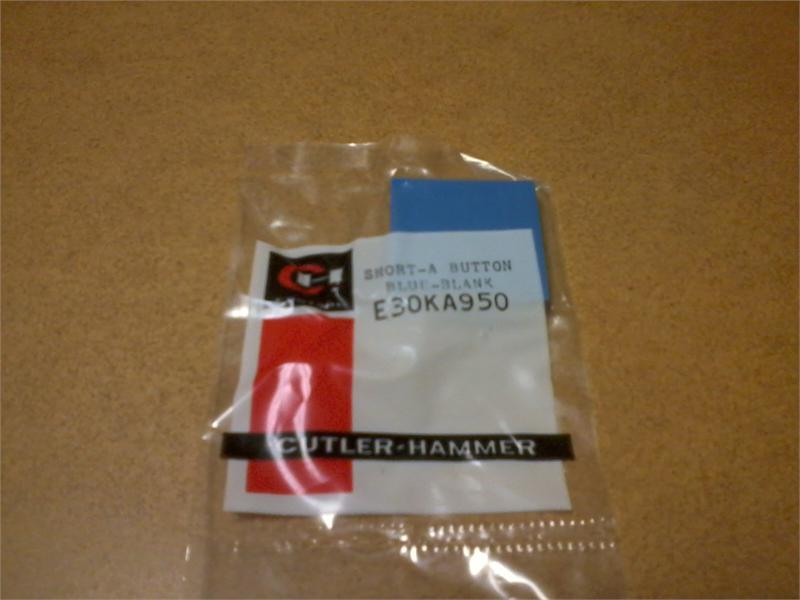 SHORT-A BUTTON
BLUE-BLANK
E30KA950
CUTLER-HAMMER